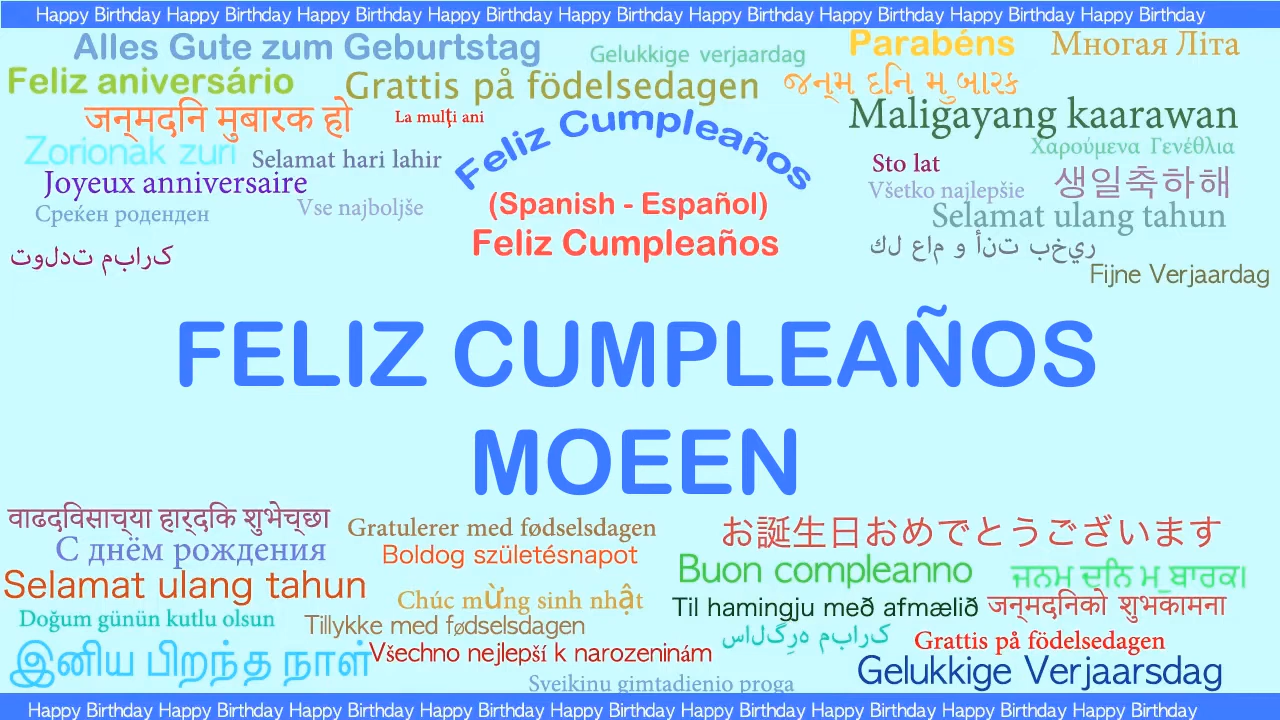 Happy Birthday Happy Birthday Happy Birthday Happy Birthday Happy Birthday Happy Birthday Happy Birthday Happy Birthday Happy Birthday
Alles Gute zum Geburtstag
Gelukkige verjaardag
Parabéns
Многая Літа
Feliz aniversário
Grattis på födelsedagen
જન્મ દનિ મુબારક
जन्मदनि मुबारक हो
La mulţi ani
Feliz Cumpleaños
Maligayang kaarawan
Zorionak zuri
Selamat hari lahir
Χαρούμενα Γενέθλια
Sto lat
Joyeux anniversaire
Všetko najlepšie
생일축하해
Срeќен роденден
Vse najboljše
(Spanish - Español)
Selamat ulang tahun
Feliz Cumpleaños
كل عام و أنت بخير
تولدت مبارک
Fijne Verjaardag
FELIZ CUMPLEAÑOS
MOEEN
वाढदविसाच्या हार्दकि शुभेच्छा
Gratulerer med fødselsdagen
お誕生日おめでとうございます
С днём рождения
Boldog születésnapot
Buon compleanno
ਜਨਮ ਦਨਿ ਮੁਬਾਰਕ।
Selamat ulang tahun
Chúc mừng sinh nhật
Til hamingju með afmælið
जन्मदनिको शुभकामना
Doğum günün kutlu olsun
Tillykke med fødselsdagen
سالگرہ مبارک
Grattis på födelsedagen
இனிய பிறந்த நாள்
Všechno nejlepší k narozeninám
Gelukkige Verjaarsdag
Sveikinu gimtadienio proga
Happy Birthday Happy Birthday Happy Birthday Happy Birthday Happy Birthday Happy Birthday Happy Birthday Happy Birthday Happy Birthday